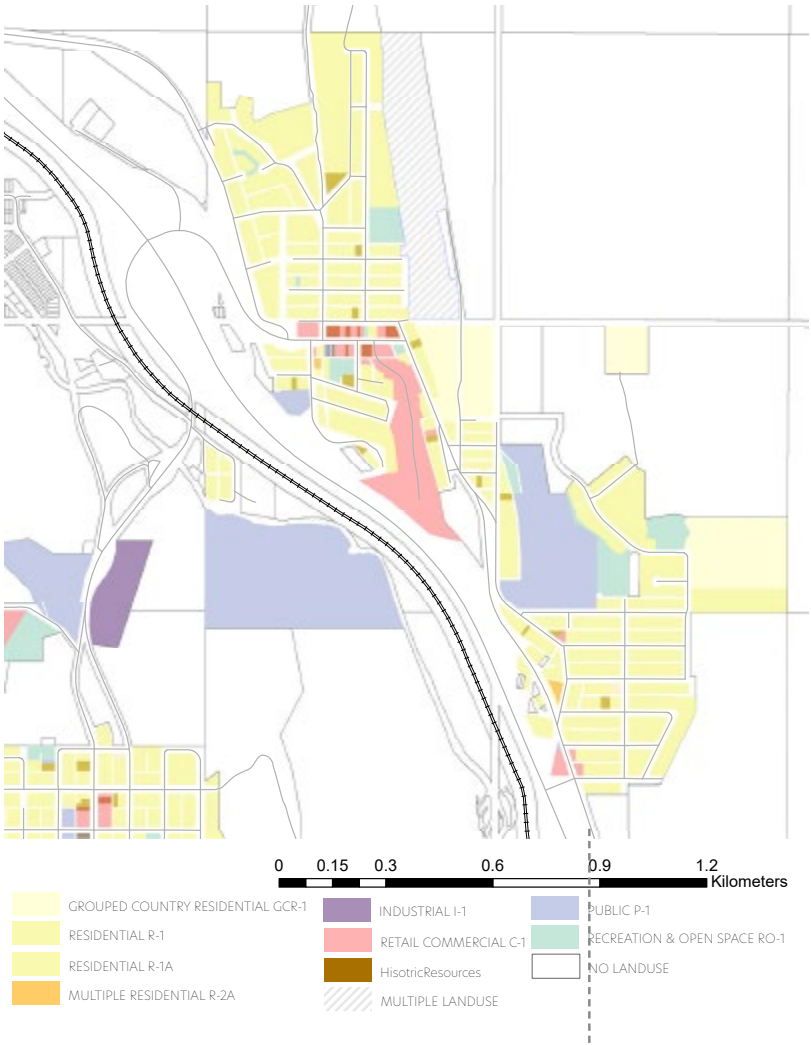 0 0.15 0.3 0.6 0.9 1.2
Kilometers
GROUPED COUNTRY RESIDENTIAL GCR-1
RESIDENTIAL R-1
RESIDENTIAL R-1A
MULTIPLE RESIDENTIAL R-2A
INDUSTRIAL I-1
RETAIL COMMERCIAL C-1
HisotricResources
MULTIPLE LANDUSE
PUBLIC P-1
RECREATION & OPEN SPACE RO-1
NO LANDUSE